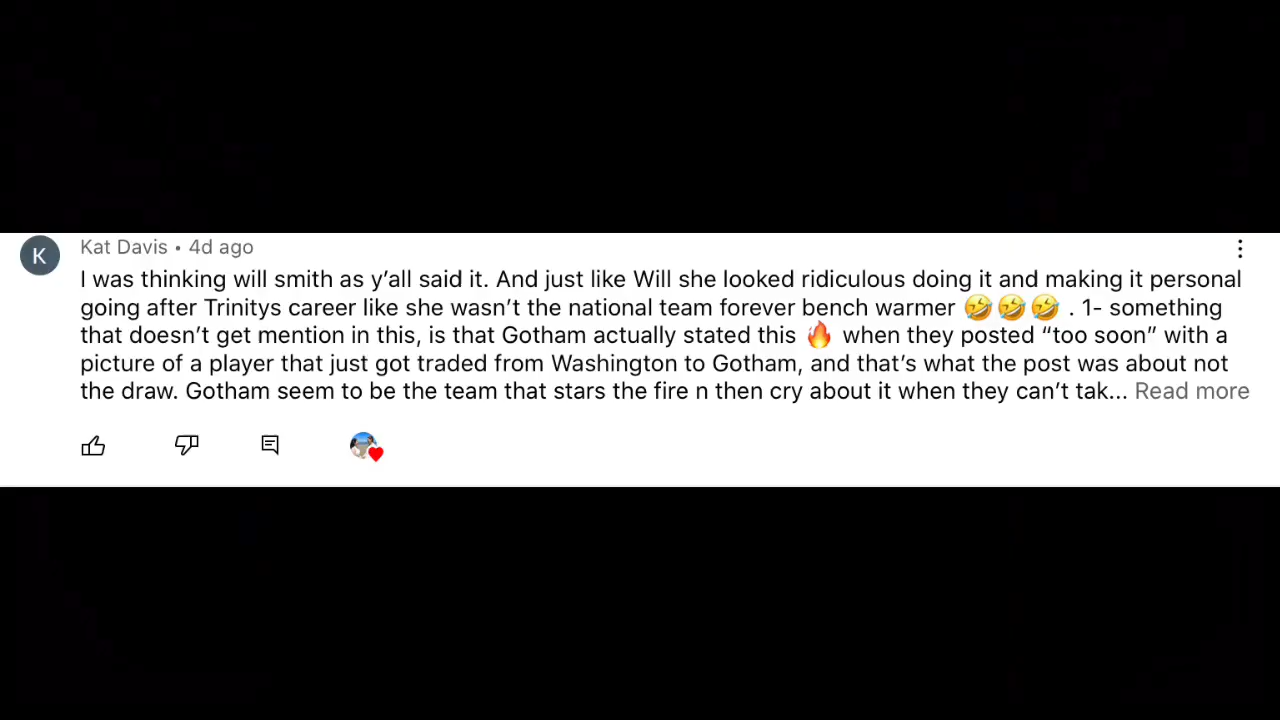 K
Kat Davis • 4d ago
I was thinking will smith as y’all said it. And just like Will she looked ridiculous doing it and making it personal
going after Trinitys career like she wasn’t the national team forever bench warmer 🤣🤣🤣 . 1- something
that doesn’t get mention in this, is that Gotham actually stated this 🔥 when they posted “too soon” with a
picture of a player that just got traded from Washington to Gotham, and that’s what the post was about not
the draw. Gotham seem to be the team that stars the fire n then cry about it when they can’t tak... Read more